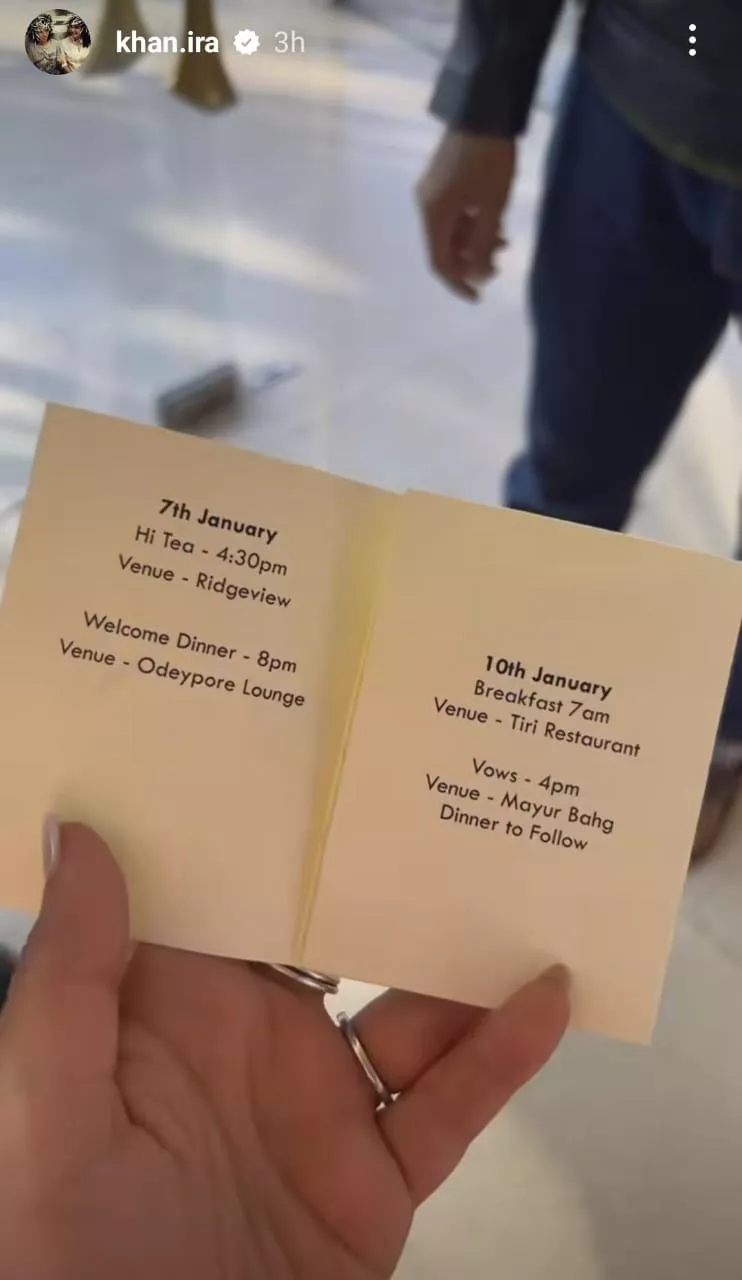 khan.ira 3h
7th January
Hi Tea - 4:30pm
Venue - Ridgeview
Welcome Dinner - 8pm
Venue - Odeypore Lounge
10th January
Breakfast 7am
Venue - Tiri Restaurant
Vows - 4pm
Venue - Mayur Bahg
Dinner to Follow